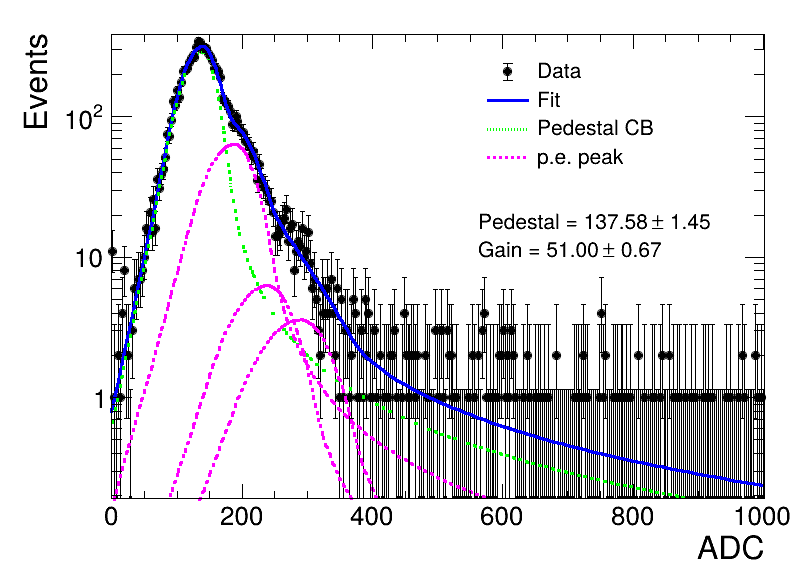 Events
10²
10
1
Data
Fit
Pedestal CB
p.e. peak
Pedestal = 137.58 ± 1.45
Gain = 51.00 ± 0.67
0 200 400 600 800 1000
ADC